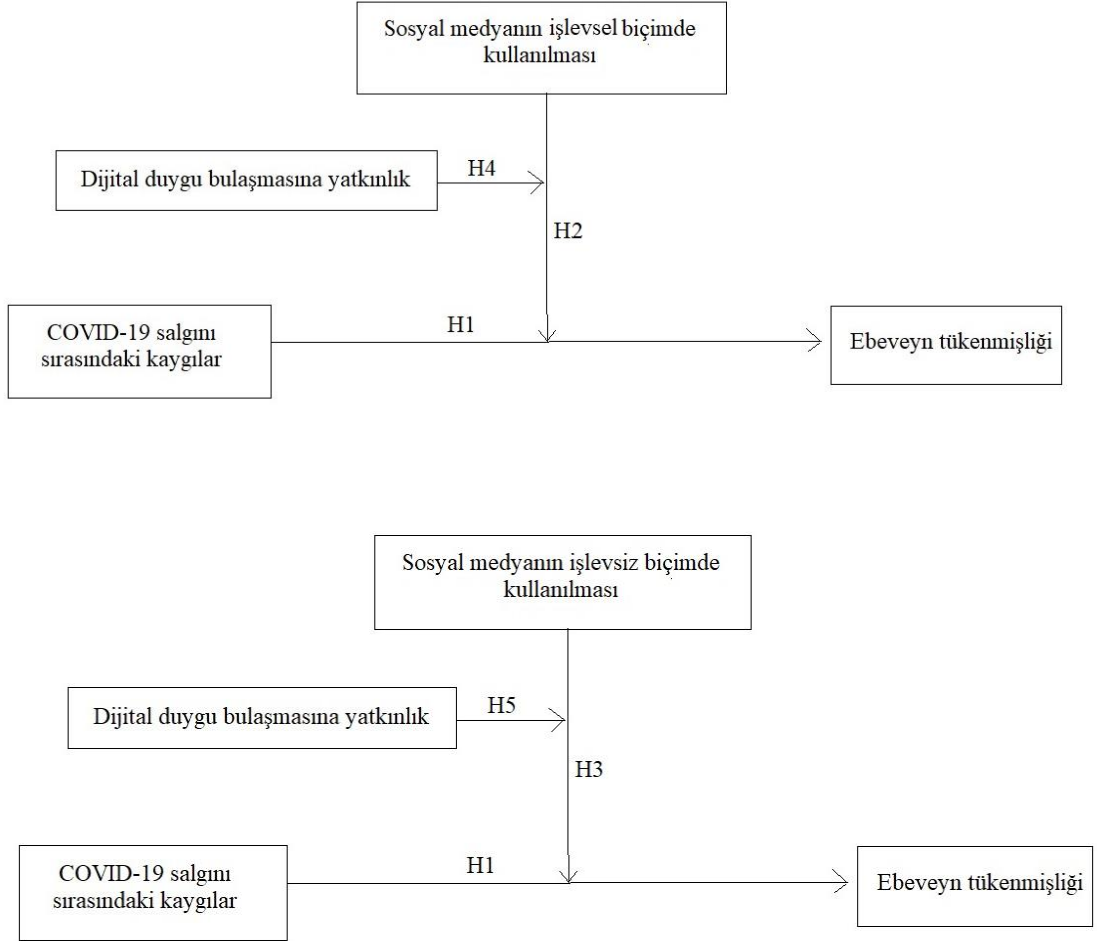 Sosyal medyanın işlevsel biçimde
kullanılması
Dijital duygu bulaşmasına yatkınlık
H4
H2
COVID-19 salgını
sırasındaki kaygılar
H1
Ebeveyn tükenmişliği
Sosyal medyanın işlevsiz biçimde
kullanılması
Dijital duygu bulaşmasına yatkınlık
H5
H3
COVID-19 salgını
sırasındaki kaygılar
H1
Ebeveyn tükenmişliği